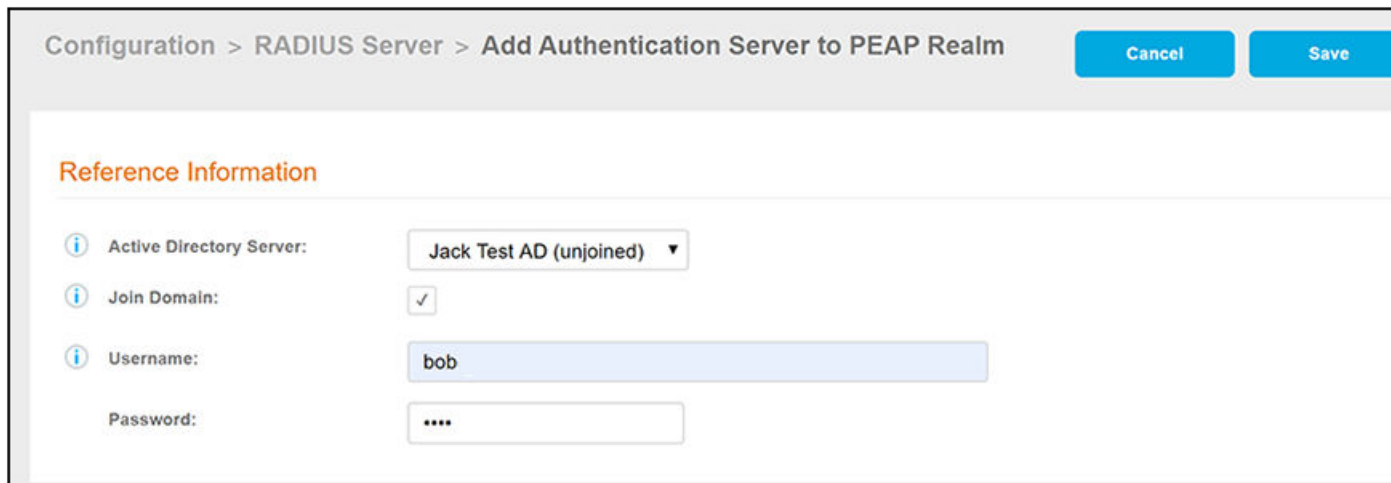 Configuration > RADIUS Server > Add Authentication Server to PEAP Realm
Cancel
Save
Reference Information
Active Directory Server:
Jack Test AD (unjoined)
Join Domain:
Username:
bob
Password:
••••